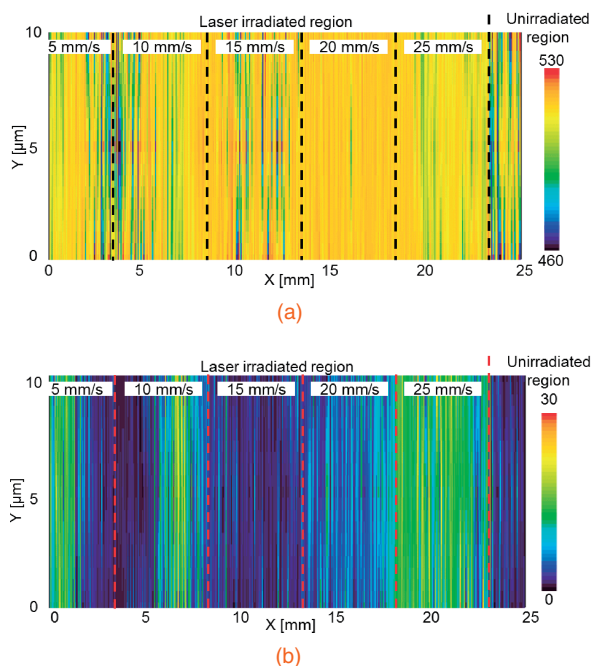 Laser irradiated region
Unirradiated
region
5 mm/s 10 mm/s 15 mm/s 20 mm/s 25 mm/s
530
460
10
5
0
Y [μm]
0 5 10 15 20 25
X [mm]
(a)
Laser irradiated region
Unirradiated
region
5 mm/s 10 mm/s 15 mm/s 20 mm/s 25 mm/s
30
0
10
5
0
Y [μm]
0 5 10 15 20 25
X [mm]
(b)